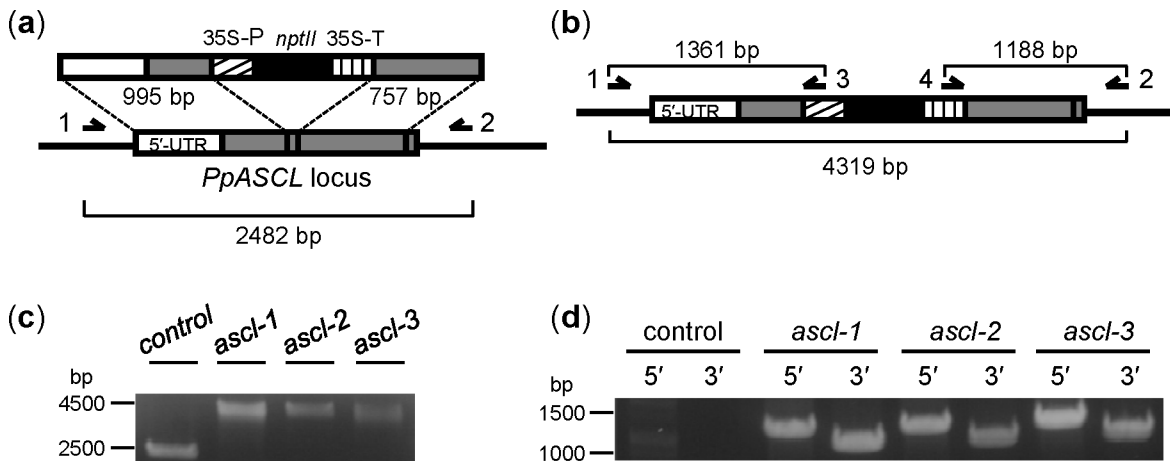 (a)
35S-P nptII 35S-T
995 bp
757 bp
1
2
5′-UTR
PpASCL locus
2482 bp
(b)
1361 bp
1188 bp
1
3
4
2
5′-UTR
4319 bp
(c)
control
ascl-1
ascl-2
ascl-3
bp
4500
2500
(d)
control ascl-1 ascl-2 ascl-3
5′ 3′ 5′ 3′ 5′ 3′ 5′ 3′
bp
1500
1000